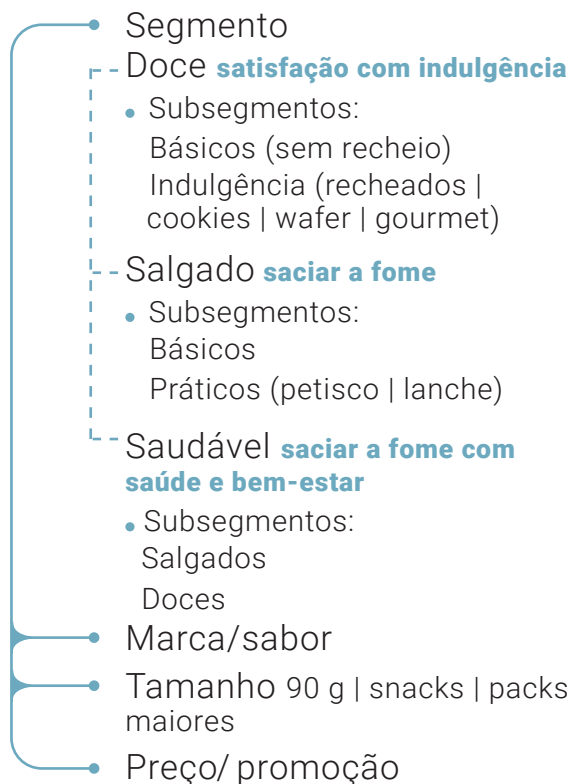 Segmento
Doce satisfação com indulgência
• Subsegmentos:
Básicos (sem recheio)
Indulgência (recheados |
cookies | wafer | gourmet)
Salgado saciar a fome
• Subsegmentos:
Básicos
Práticos (petisco | lanche)
Saudável saciar a fome com
saúde e bem-estar
• Subsegmentos:
Salgados
Doces
Marca/sabor
Tamanho 90 g | snacks | packs
maiores
Preço/ promoção